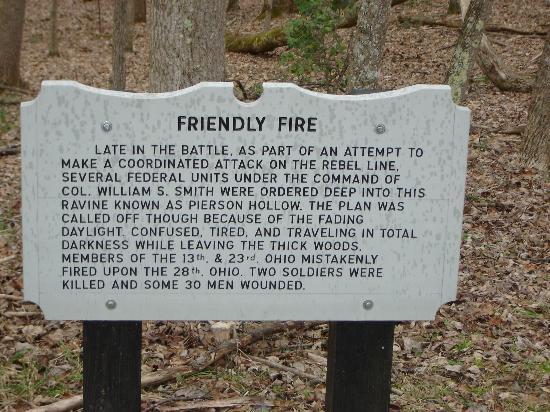 FRIENDLY FIRE
LATE IN THE BATTLE, AS PART OF AN ATTEMPT TO
MAKE A COORDINATED ATTACK ON THE REBEL LINE,
SEVERAL FEDERAL UNITS UNDER THE COMMAND OF
COL. WILLIAM S. SMITH WERE ORDERED DEEP INTO THIS
RAVINE KNOWN AS PIERSON HOLLOW. THE PLAN WAS
CALLED OFF THOUGH BECAUSE OF THE FADING
DAYLIGHT. CONFUSED, TIRED, AND TRAVELING IN TOTAL
DARKNESS WHILE LEAVING THE THICK WOODS,
MEMBERS OF THE 13th. & 23rd. OHIO MISTAKENLY
FIRED UPON THE 28th. OHIO. TWO SOLDIERS WERE
KILLED AND SOME 30 MEN WOUNDED.